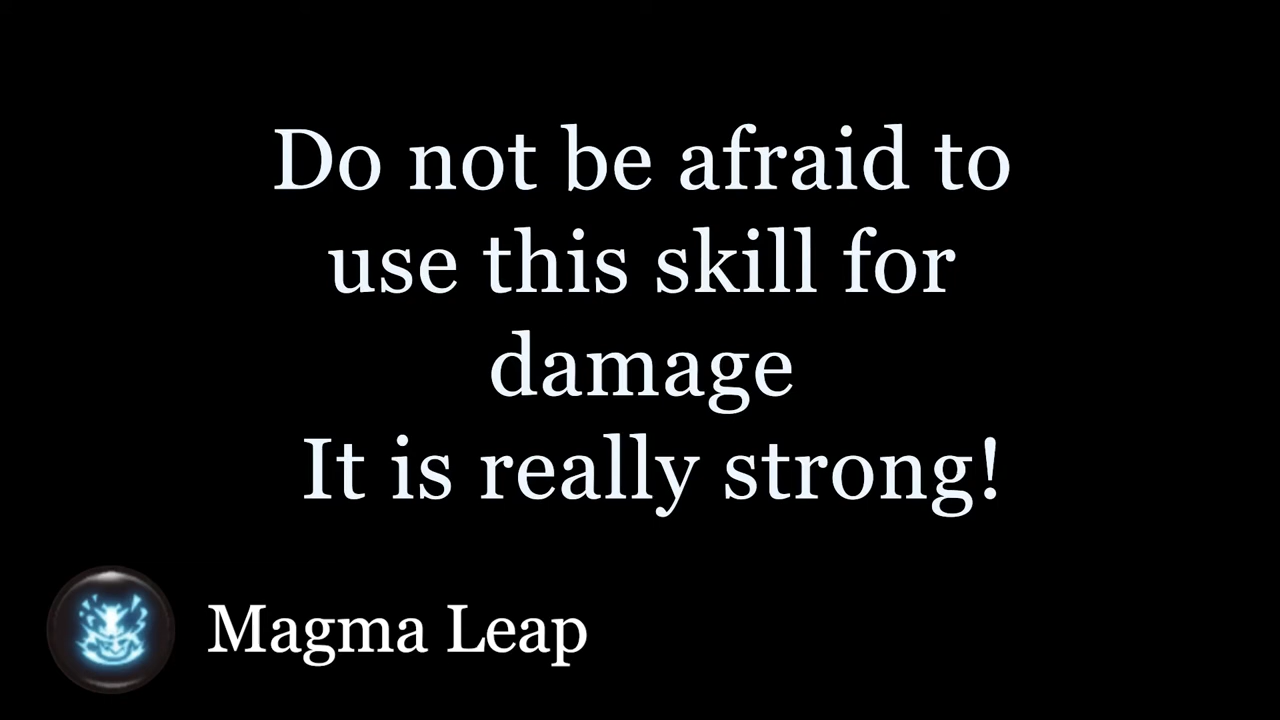 Do not be afraid to
use this skill for
damage
It is really strong!
Magma Leap